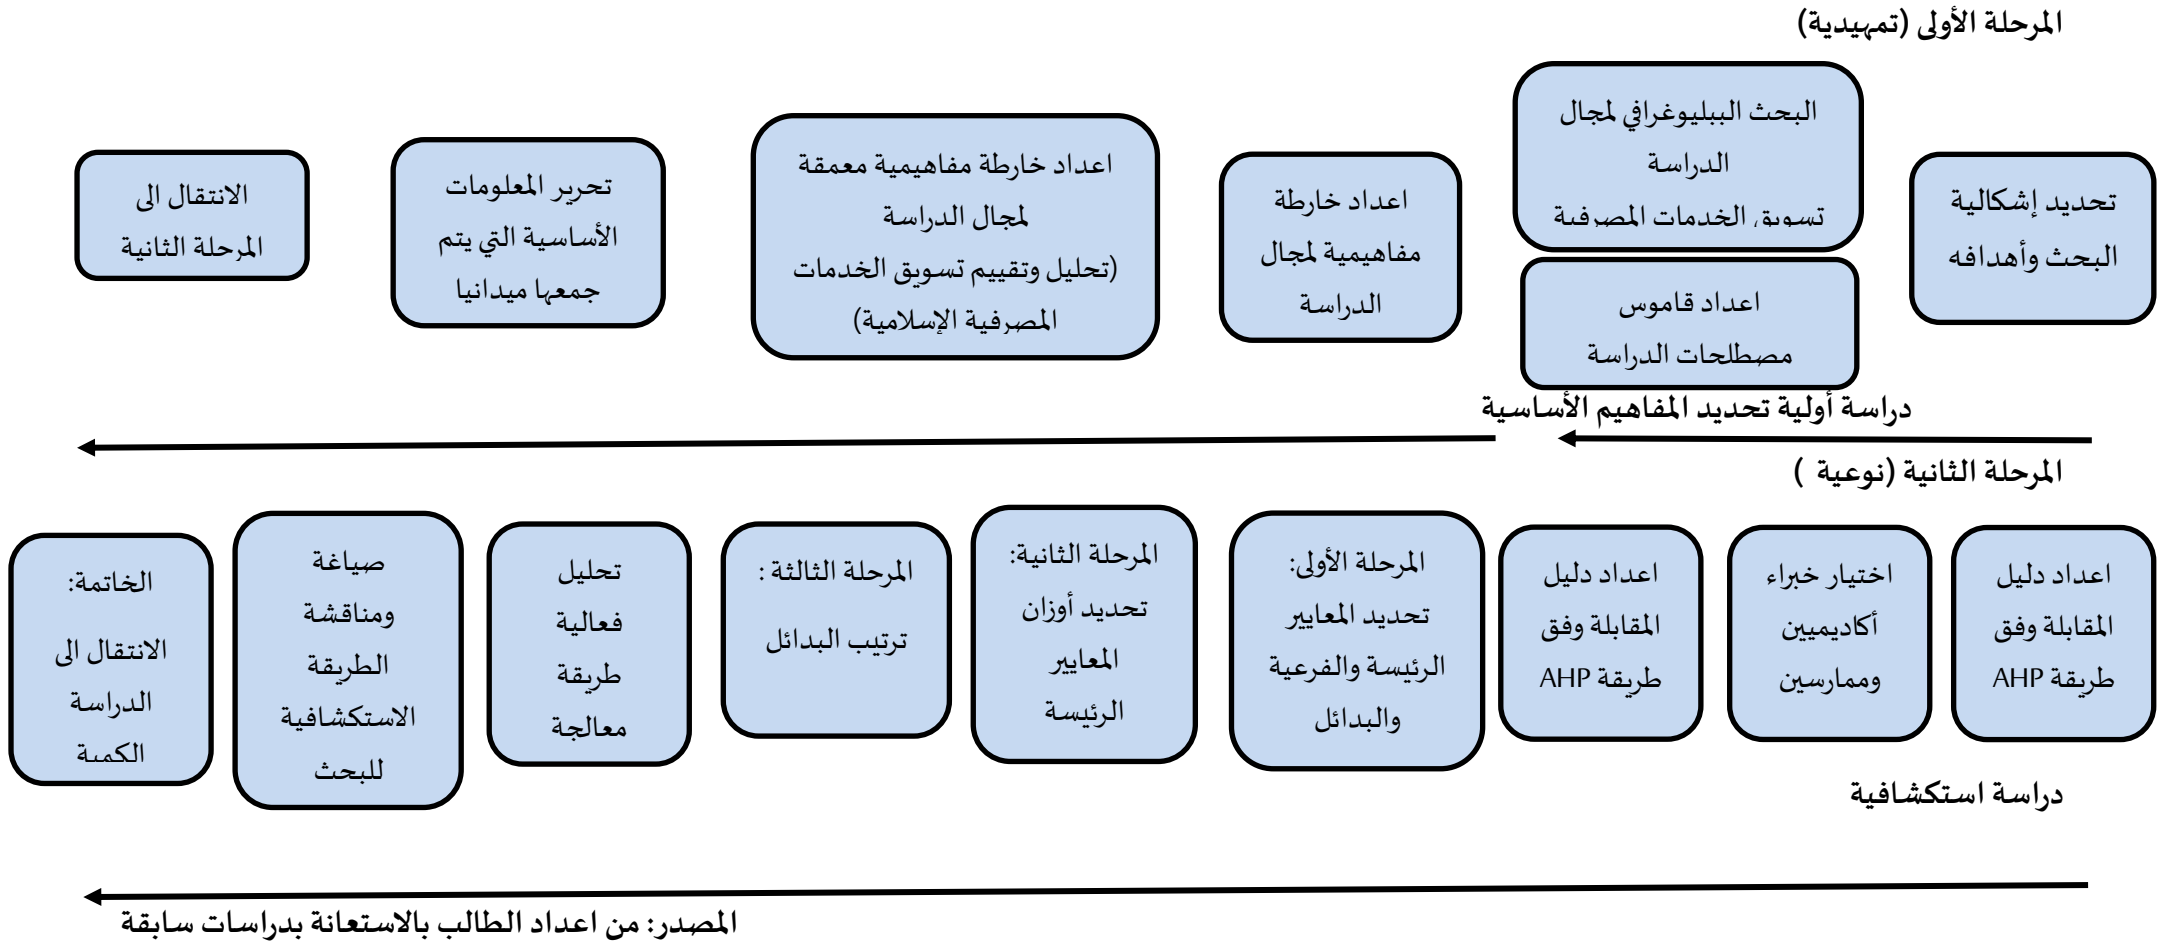 المرحلة الأولى (تمهيدية)
تحديد إشكالية
البحث وأهدافه
البحث الببليوغرافي لمجال
الدراسة
تسويق الخدمات المصرفية
اعداد قاموس
مصطلحات الدراسة
اعداد خارطة
مفاهيمية لمجال
الدراسة
اعداد خارطة مفاهيمية معمقة
لمجال الدراسة
(تحليل وتقييم تسويق الخدمات
المصرفية الإسلامية)
تحرير المعلومات
الأساسية التي يتم
جمعها ميدانيا
الانتقال الى
المرحلة الثانية
دراسة أولية تحديد المفاهيم الأساسية
المرحلة الثانية (نوعية )
اعداد دليل
المقابلة وفق
طريقة AHP
اختيار خبراء
أكاديميين
وممارسين
اعداد دليل
المقابلة وفق
طريقة AHP
المرحلة الأولى:
تحديد المعايير
الرئيسة والفرعية
والبدائل
المرحلة الثانية:
تحديد أوزان
المعايير
الرئيسة
المرحلة الثالثة :
ترتيب البدائل
تحليل
فعالية
طريقة
معالجة
صياغة
ومناقشة
الطريقة
الاستكشافية
للبحث
الخاتمة:
الانتقال الى
الدراسة
الكمية
دراسة استكشافية
المصدر: من اعداد الطالب بالاستعانة بدراسات سابقة